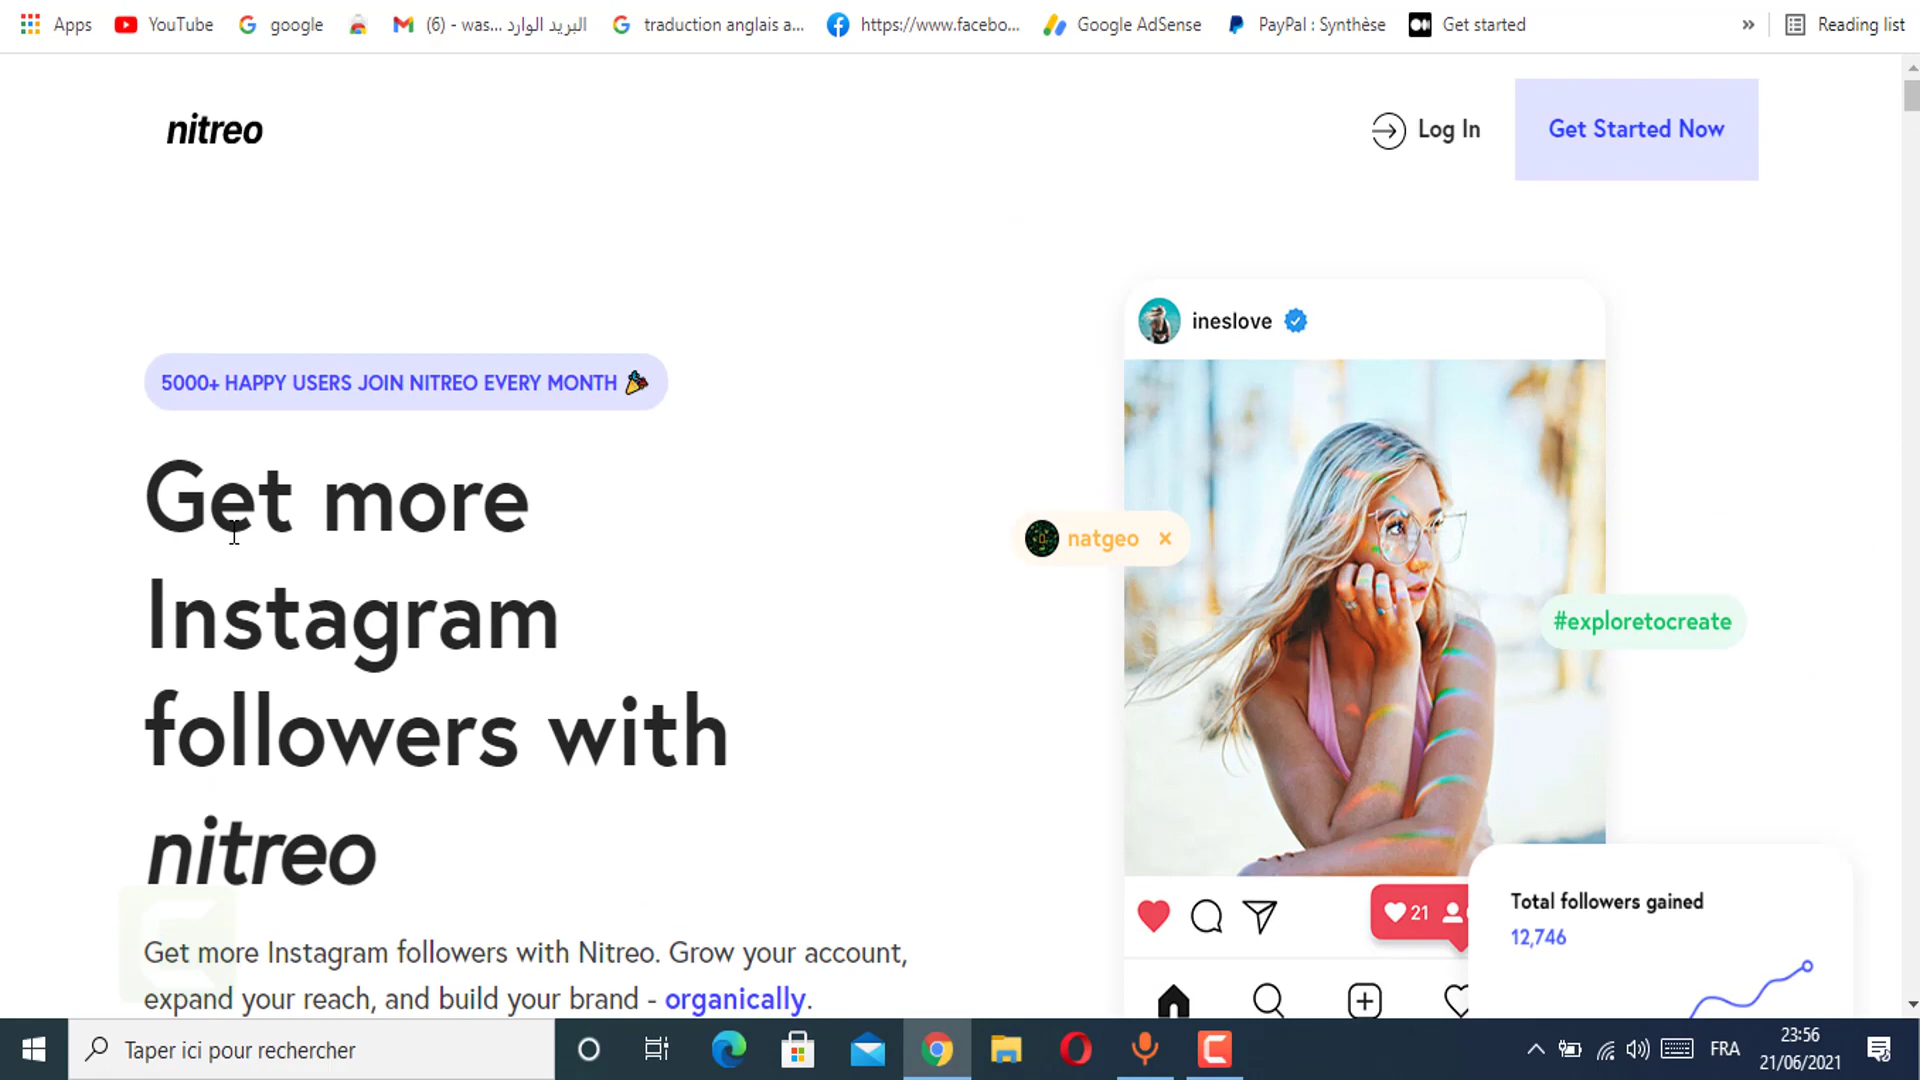 Apps YouTube google (6) - was... البريد الوارد traduction anglais a... https://www.facebo... Google AdSense PayPal : Synthèse Get started » Reading list
nitreo
Log In
Get Started Now
ineslove
5000+ HAPPY USERS JOIN NITREO EVERY MONTH
Get more
Instagram
followers with
nitreo
natgeo ×
#exploretocreate
Get more Instagram followers with Nitreo. Grow your account,
expand your reach, and build your brand - organically.
21
Total followers gained
12,746
Taper ici pour rechercher
FRA
23:56
21/06/2021